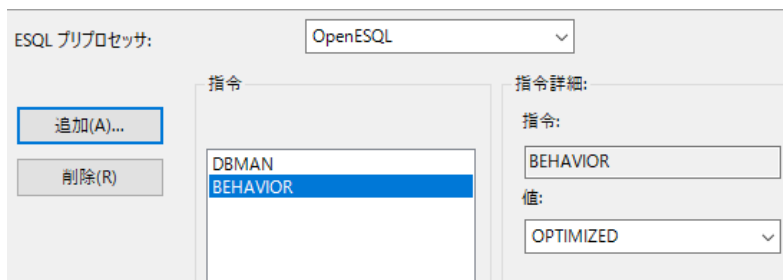 ESQL プリプロセッサ:
OpenESQL
指令
指令詳細:
追加(A)...
指令:
削除(R)
DBMAN
BEHAVIOR
BEHAVIOR
値:
OPTIMIZED